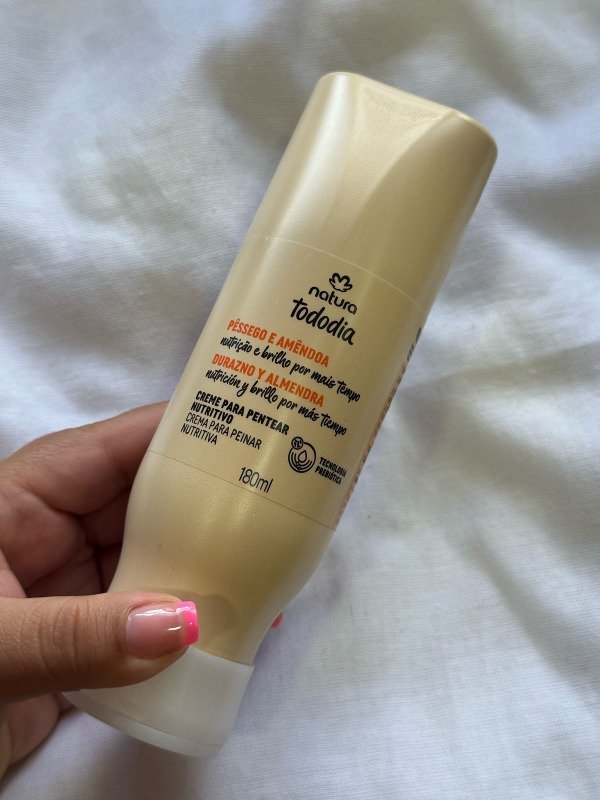 natura
tododia
PÊSSEGO E AMÊNDOA
nutrição e brilho por mais tempo
DURAZNO Y ALMENDRA
nutrición y brillo por más tiempo
CREME PARA PENTEAR
NUTRITIVO
CREMA PARA PEINAR
NUTRITIVA
TECNOLOGIA
PREBIÓTICA
180ml